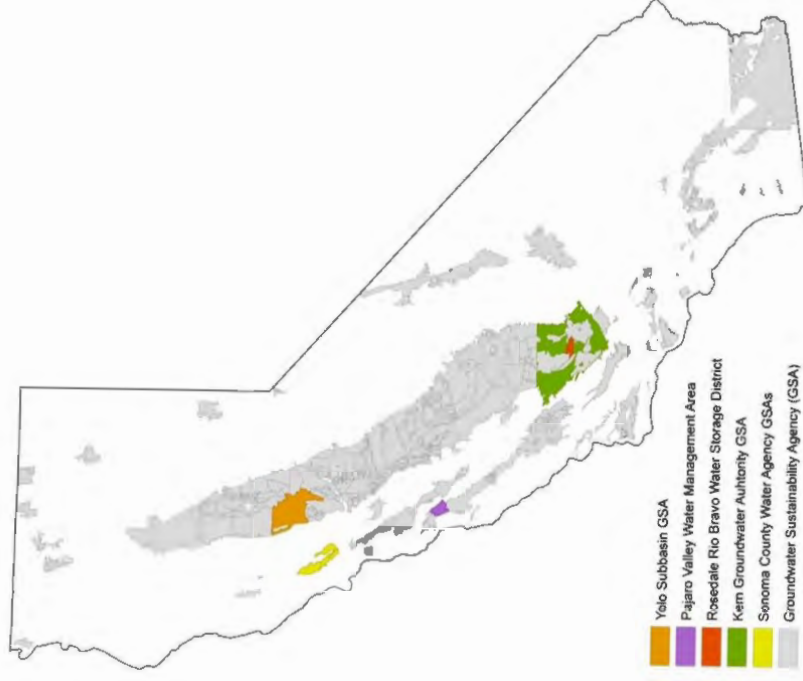 Yolo Subbasin GSA
Pajaro Valley Water Management Area
Rosedale Rio Bravo Water Storage District
Kern Groundwater Auhtority GSA
Sonoma County Water Agency GSAs
Groundwater Sustainability Agency (GSA)